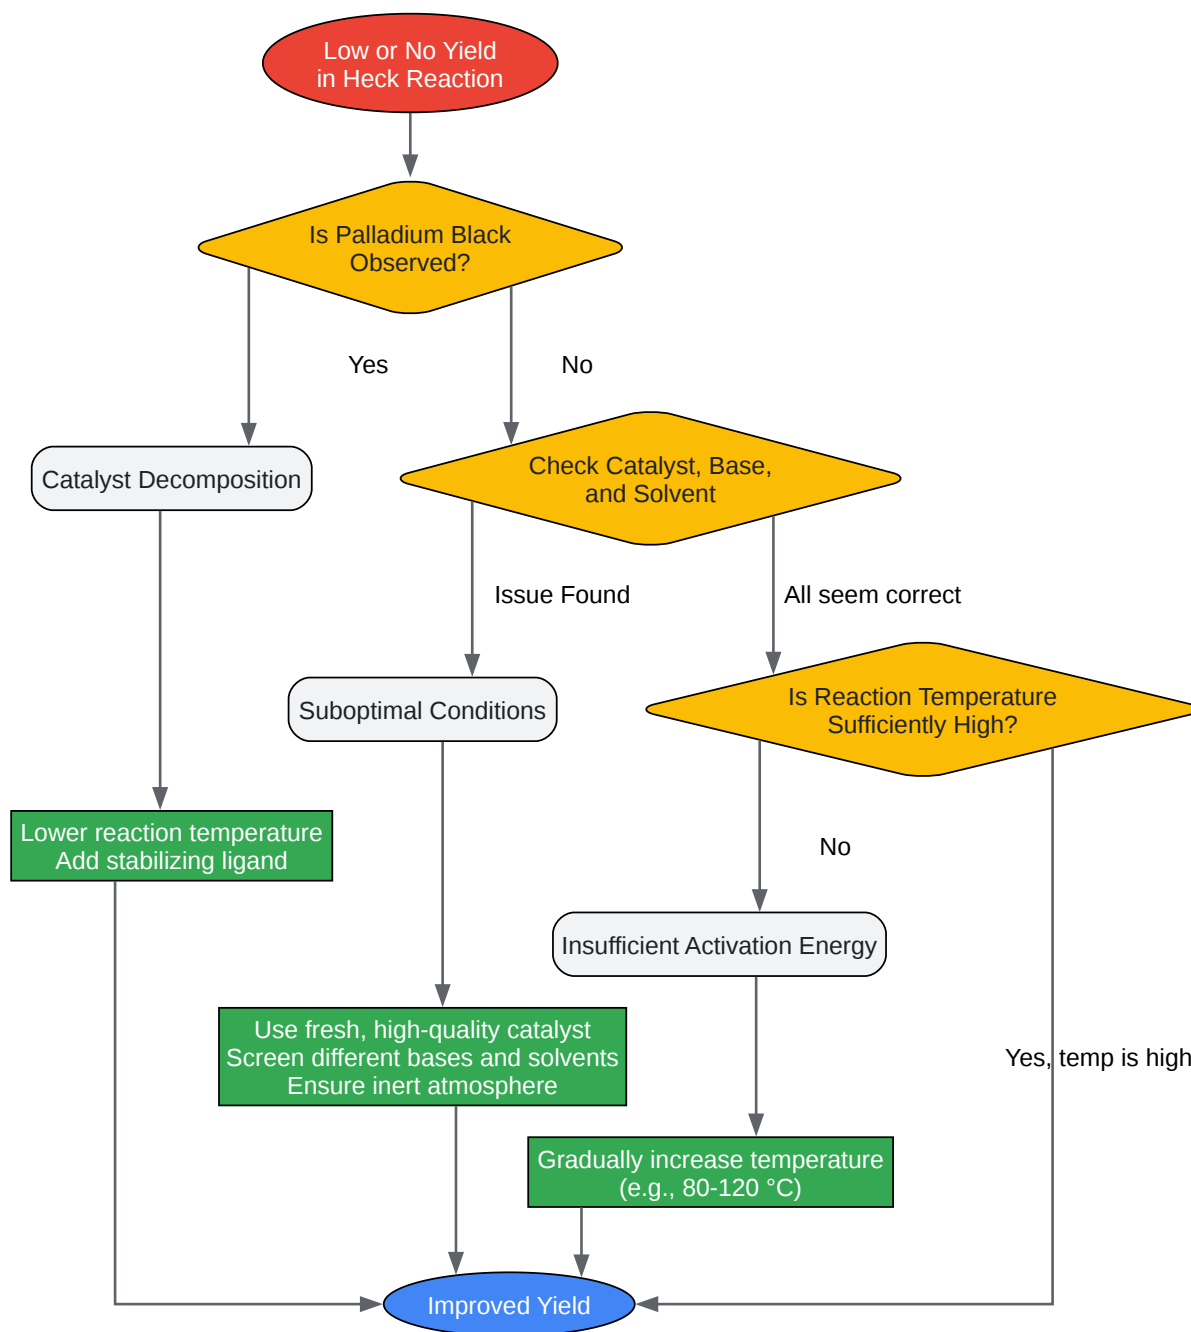 Low or No Yield
in Heck Reaction
Is Palladium Black
Observed?
Yes
No
Catalyst Decomposition
Check Catalyst, Base,
and Solvent
Issue Found
All seem correct
Suboptimal Conditions
Is Reaction Temperature
Sufficiently High?
Lower reaction temperature
Add stabilizing ligand
No
Insufficient Activation Energy
Use fresh, high-quality catalyst
Screen different bases and solvents
Ensure inert atmosphere
Yes, temp is high
Gradually increase temperature
(e.g., 80-120 °C)
Improved Yield